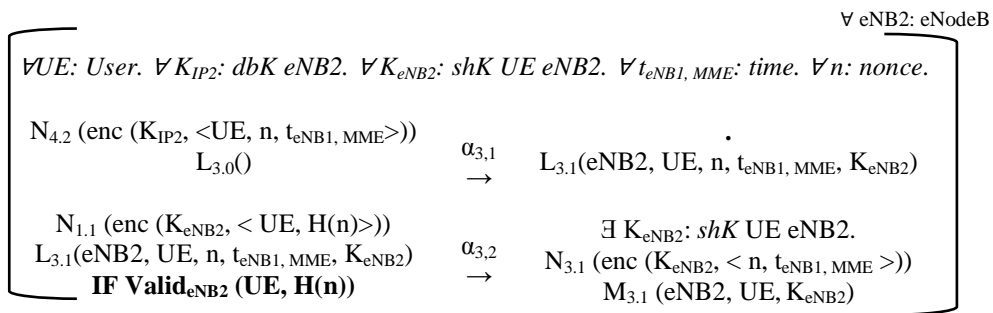 ∀ eNB2: eNodeB
∀UE: User. ∀ K_IP2: dbK eNB2. ∀ K_eNB2: shK UE eNB2. ∀ t_eNB1, MME: time. ∀ n: nonce.
N_4.2 (enc (K_IP2, <UE, n, t_eNB1, MME>))
L_3.0() α_3,1 → . L_3.1(eNB2, UE, n, t_eNB1, MME, K_eNB2)
N_1.1 (enc (K_eNB2, < UE, H(n)>)) ∃ K_eNB2: shK UE eNB2.
L_3.1(eNB2, UE, n, t_eNB1, MME, K_eNB2) α_3,2 → N_3.1 (enc (K_eNB2, < n, t_eNB1, MME >))
IF Valid_eNB2 (UE, H(n)) M_3.1 (eNB2, UE, K_eNB2)